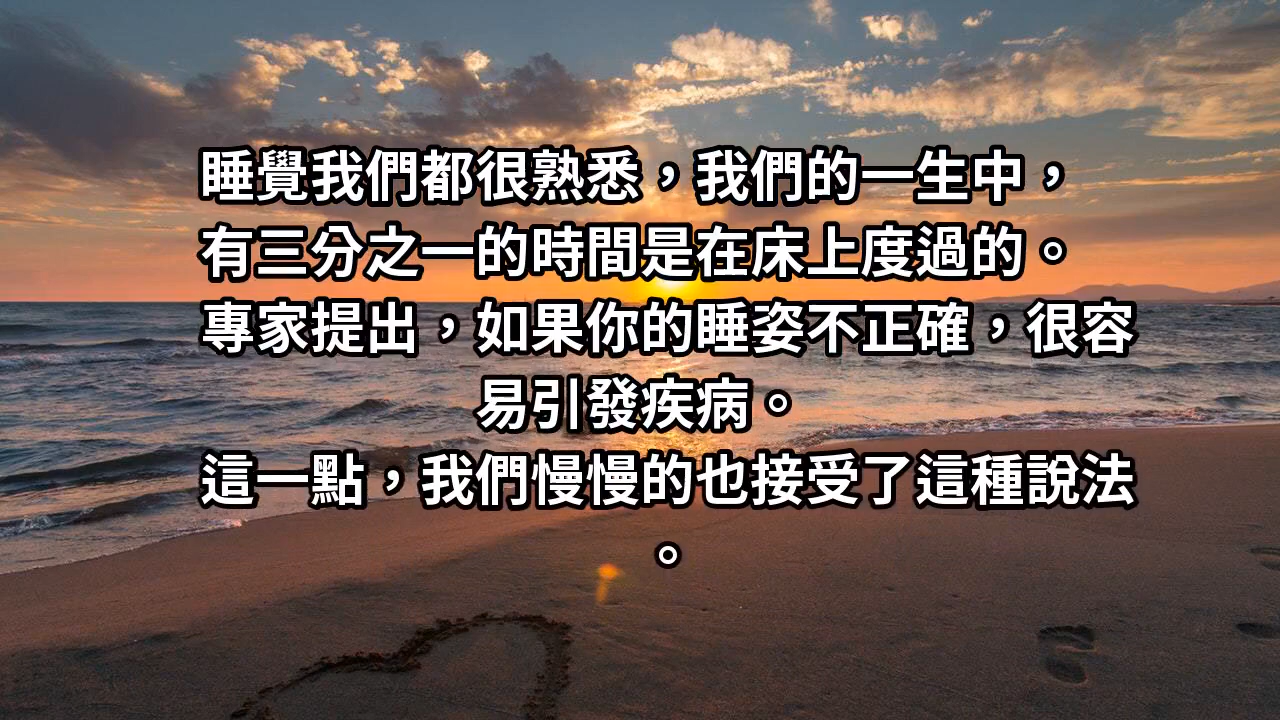 睡覺我們都很熟悉，我們的一生中，
有三分之一的時間是在床上度過的。
專家提出，如果你的睡姿不正確，很容
易引發疾病。
這一點，我們慢慢的也接受了這種說法
。